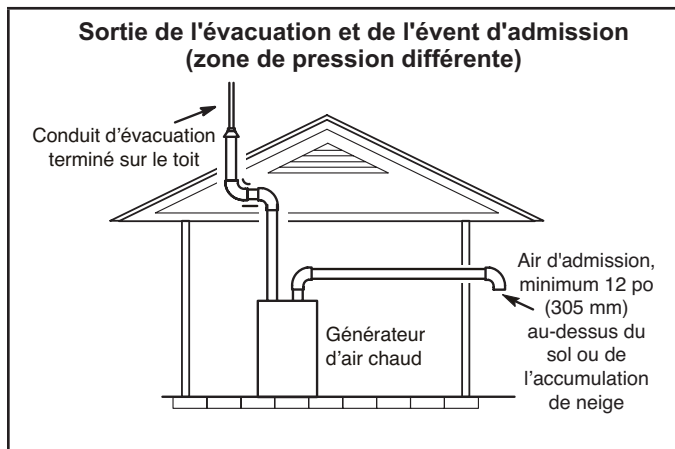 Sortie de l'évacuation et de l'évent d'admission
(zone de pression différente)
Conduit d’évacuation
terminé sur le toit
Air d'admission,
minimum 12 po
(305 mm)
au-dessus du
sol ou de
l’accumulation
de neige
Générateur
d’air chaud